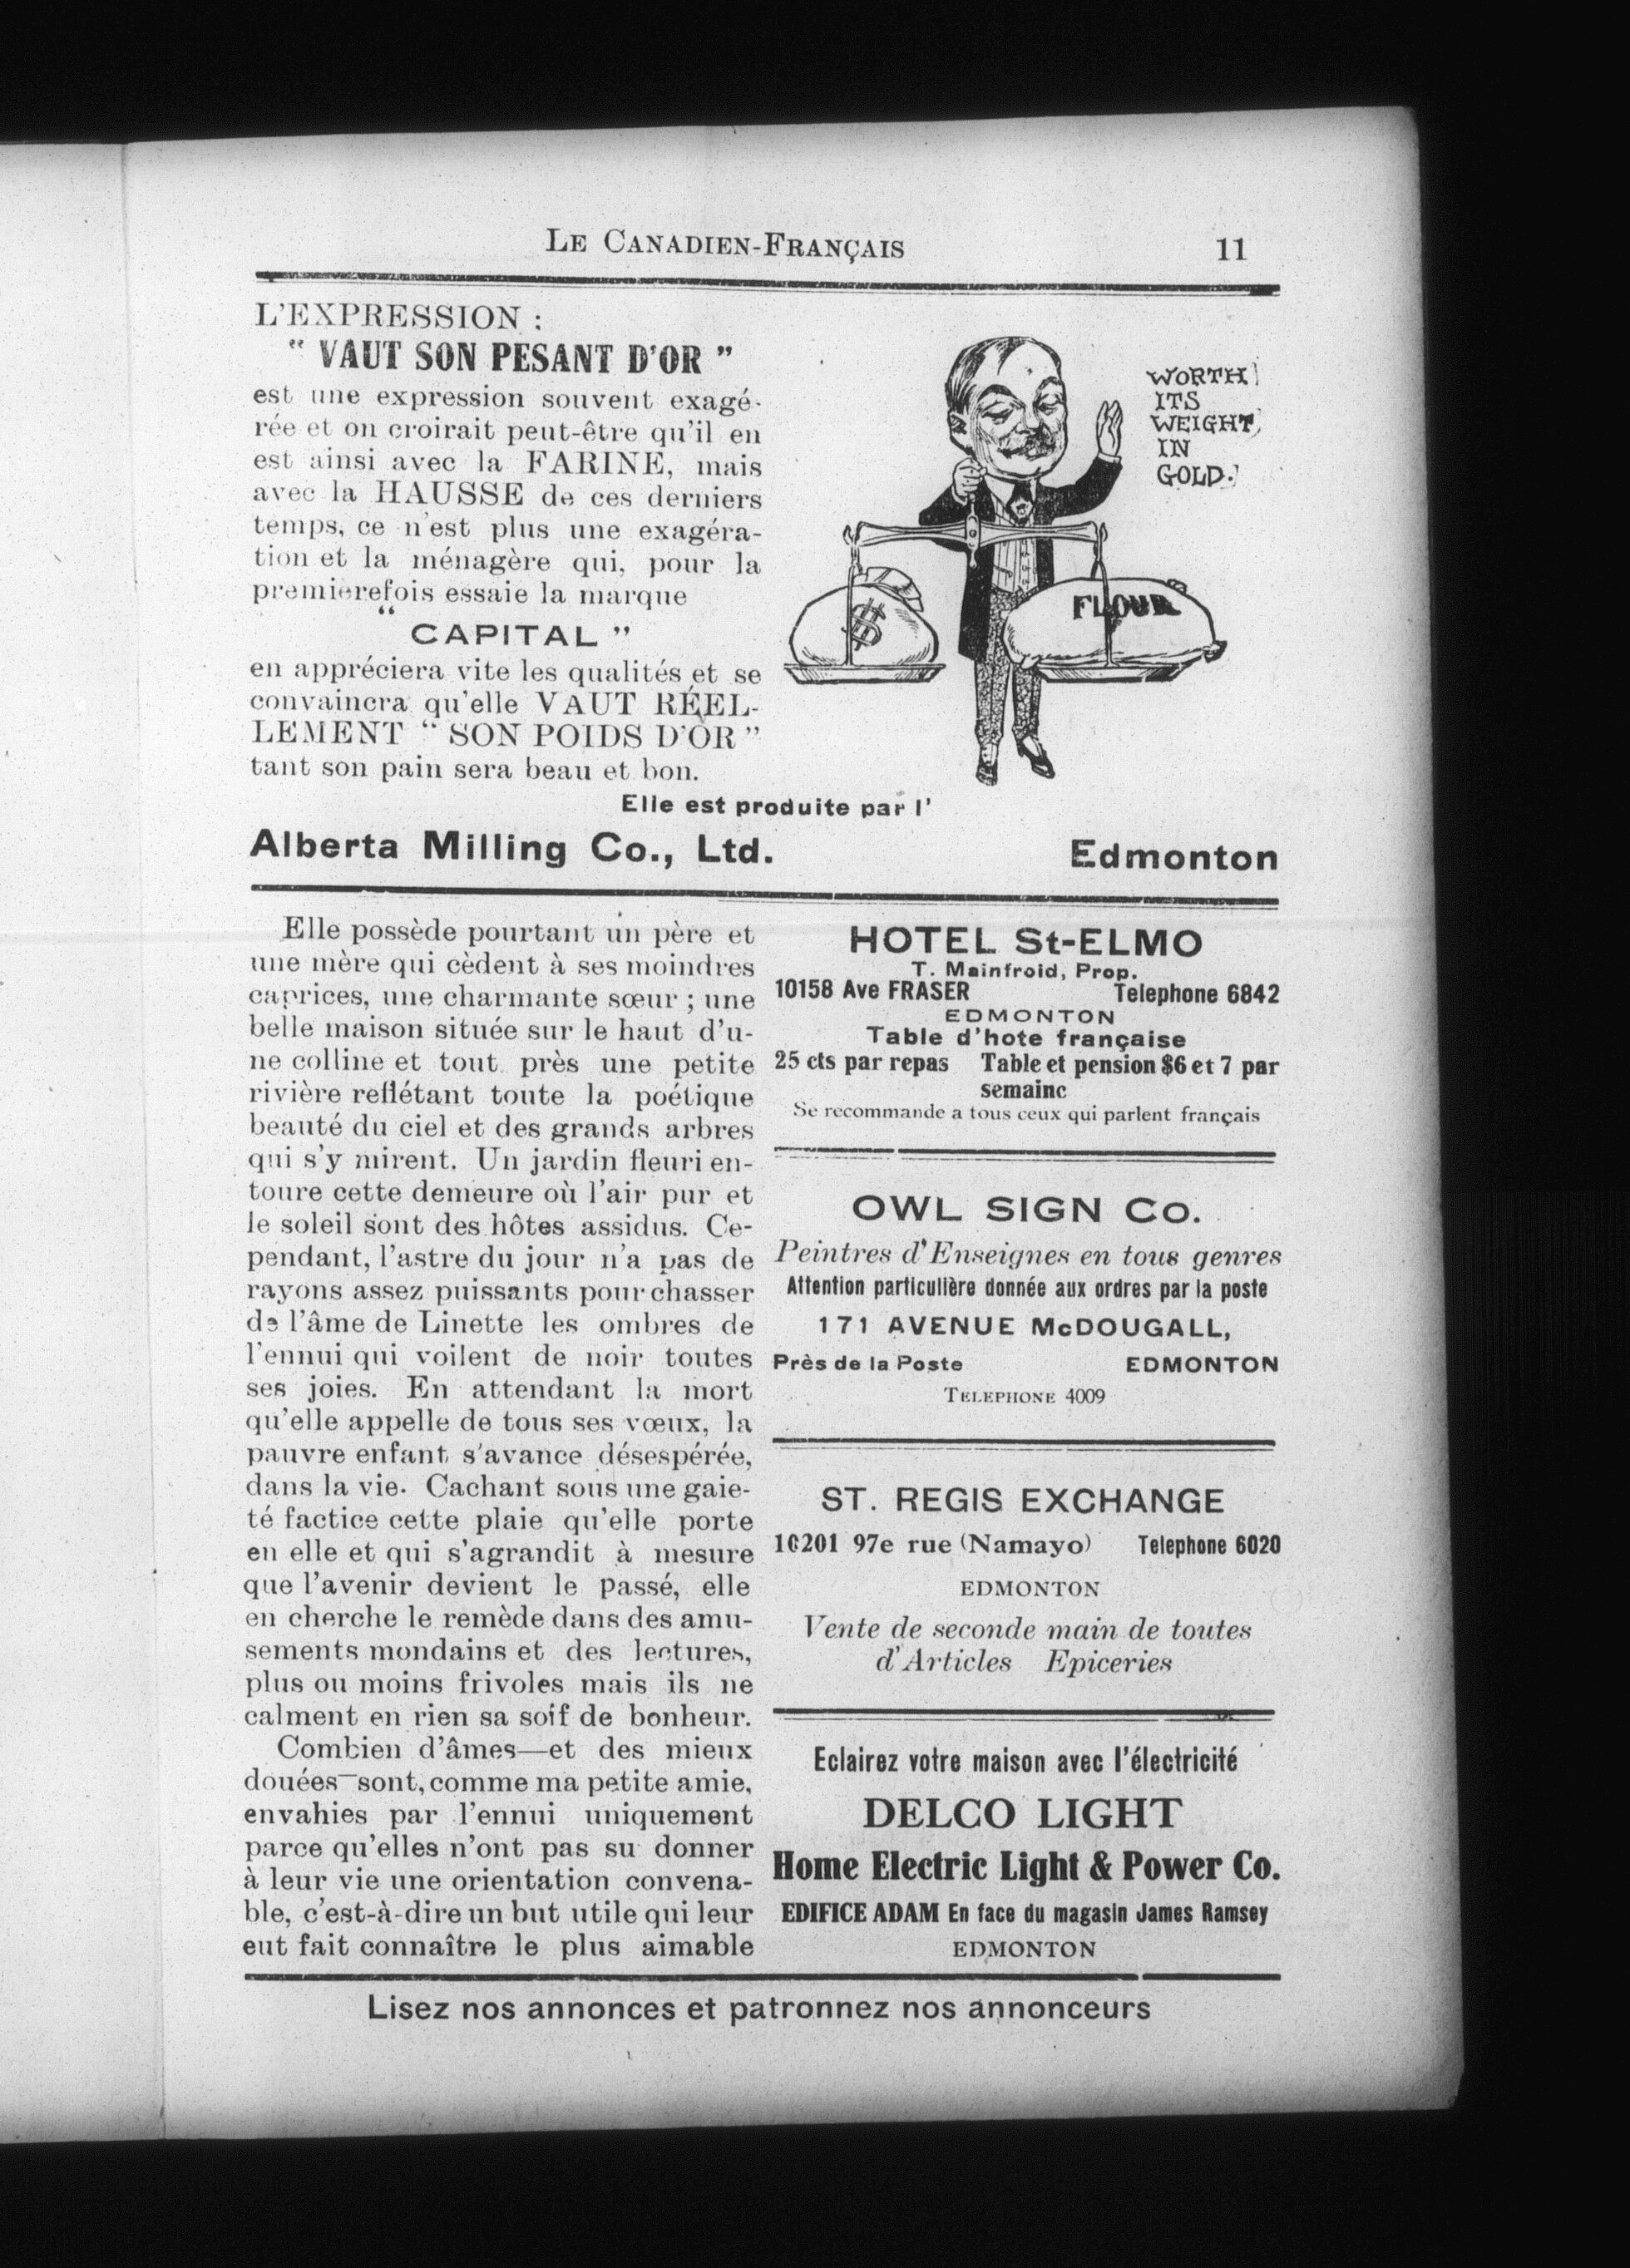 LE CANADIEN-FRANÇAIS 11
L'EXPRESSION :
“ VAUT SON PESANT D'OR ”
est une expression souvent exagé-
rée et on croirait peut-être qu'il en
est ainsi avec la FARINE, mais
avec la HAUSSE de ces derniers
temps, ce n'est plus une exagéra-
tion et la ménagère qui, pour la
premierefois essaie la marque
“ CAPITAL ”
en appréciera vite les qualités et se
convaincra qu'elle VAUT RÉEL-
LEMENT “ SON POIDS D'OR ”
tant son pain sera beau et bon.
WORTH
ITS
WEIGHT
IN
GOLD.
$
FLOUR
Elle est produite par l'
Alberta Milling Co., Ltd. Edmonton
Elle possède pourtant un père et
une mère qui cèdent à ses moindres
caprices, une charmante sœur ; une
belle maison située sur le haut d'u-
ne colline et tout près une petite
rivière reflétant toute la poétique
beauté du ciel et des grands arbres
qui s'y mirent. Un jardin fleuri en-
toure cette demeure où l'air pur et
le soleil sont des hôtes assidus. Ce-
pendant, l'astre du jour n'a pas de
rayons assez puissants pour chasser
de l'âme de Linette les ombres de
l'ennui qui voilent de noir toutes
ses joies. En attendant la mort
qu'elle appelle de tous ses vœux, la
pauvre enfant s'avance désespérée,
dans la vie. Cachant sous une gaie-
té factice cette plaie qu'elle porte
en elle et qui s'agrandit à mesure
que l'avenir devient le passé, elle
en cherche le remède dans des amu-
sements mondains et des lectures,
plus ou moins frivoles mais ils ne
calment en rien sa soif de bonheur.
Combien d'âmes—et des mieux
douées—sont, comme ma petite amie,
envahies par l'ennui uniquement
parce qu'elles n'ont pas su donner
à leur vie une orientation convena-
ble, c'est-à-dire un but utile qui leur
eut fait connaître le plus aimable
HOTEL St-ELMO
T. Mainfroid, Prop.
10158 Ave FRASER Telephone 6842
EDMONTON
Table d'hote française
25 cts par repas Table et pension $6 et 7 par
semaine
Se recommande a tous ceux qui parlent français
OWL SIGN Co.
Peintres d'Enseignes en tous genres
Attention particulière donnée aux ordres par la poste
171 AVENUE McDOUGALL,
Près de la Poste EDMONTON
TELEPHONE 4009
ST. REGIS EXCHANGE
10201 97e rue (Namayo) Telephone 6020
EDMONTON
Vente de seconde main de toutes
d'Articles Epiceries
Eclairez votre maison avec l'électricité
DELCO LIGHT
Home Electric Light & Power Co.
EDIFICE ADAM En face du magasin James Ramsey
EDMONTON
Lisez nos annonces et patronnez nos annonceurs